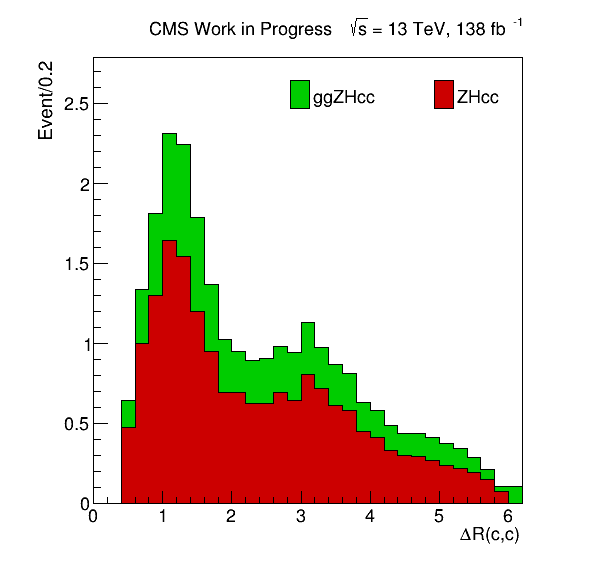 CMS Work in Progress √s = 13 TeV, 138 fb -1
Event/0.2
ggZHcc ZHcc
2.5
2
1.5
1
0.5
0
0 1 2 3 4 5 6
ΔR(c,c)